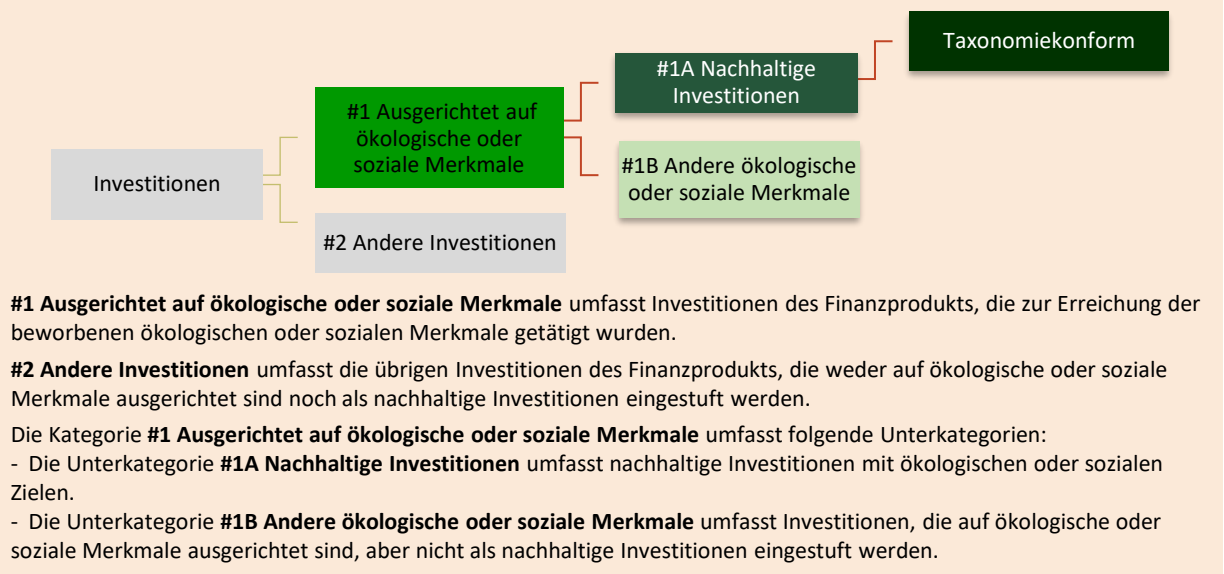 Taxonomiekonform
#1A Nachhaltige
Investitionen
#1 Ausgerichtet auf
ökologische oder
soziale Merkmale
#1B Andere ökologische
oder soziale Merkmale
Investitionen
#2 Andere Investitionen
#1 Ausgerichtet auf ökologische oder soziale Merkmale umfasst Investitionen des Finanzprodukts, die zur Erreichung der
beworbenen ökologischen oder sozialen Merkmale getätigt wurden.
#2 Andere Investitionen umfasst die übrigen Investitionen des Finanzprodukts, die weder auf ökologische oder soziale
Merkmale ausgerichtet sind noch als nachhaltige Investitionen eingestuft werden.
Die Kategorie #1 Ausgerichtet auf ökologische oder soziale Merkmale umfasst folgende Unterkategorien:
- Die Unterkategorie #1A Nachhaltige Investitionen umfasst nachhaltige Investitionen mit ökologischen oder sozialen
Zielen.
- Die Unterkategorie #1B Andere ökologische oder soziale Merkmale umfasst Investitionen, die auf ökologische oder
soziale Merkmale ausgerichtet sind, aber nicht als nachhaltige Investitionen eingestuft werden.